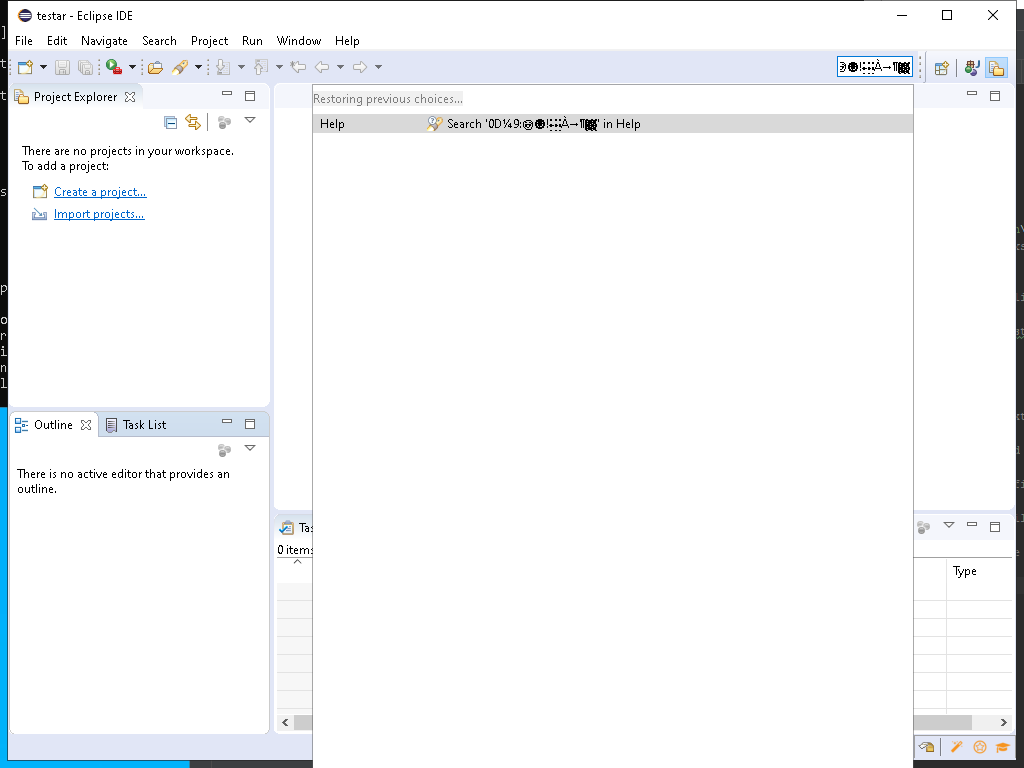 testar - Eclipse IDE
File Edit Navigate Search Project Run Window Help
Project Explorer
Restoring previous choices...
Help Search '0D¼9: in Help
There are no projects in your workspace.
To add a project:
Create a project...
Import projects...
Outline Task List
There is no active editor that provides an
outline.
0 items
Type